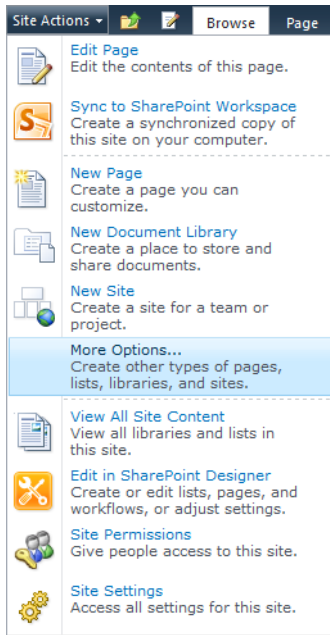 Site Actions Browse Page
Edit Page
Edit the contents of this page.
Sync to SharePoint Workspace
Create a synchronized copy of
this site on your computer.
New Page
Create a page you can
customize.
New Document Library
Create a place to store and
share documents.
New Site
Create a site for a team or
project.
More Options...
Create other types of pages,
lists, libraries, and sites.
View All Site Content
View all libraries and lists in
this site.
Edit in SharePoint Designer
Create or edit lists, pages, and
workflows, or adjust settings.
Site Permissions
Give people access to this site.
Site Settings
Access all settings for this site.